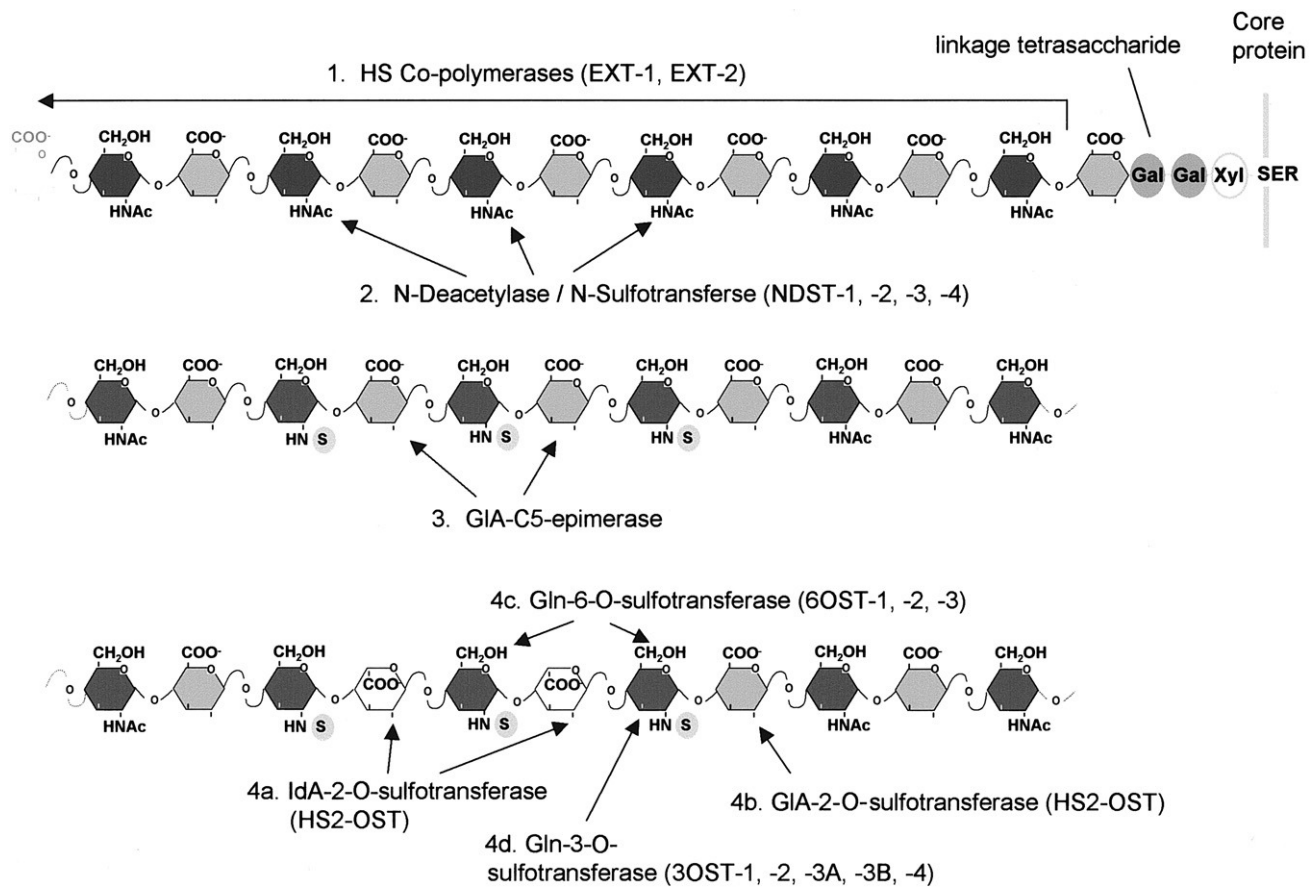 Core
protein
linkage tetrasaccharide
1. HS Co-polymerases (EXT-1, EXT-2)
COO- CH2OH COO- CH2OH COO- CH2OH COO- CH2OH COO- CH2OH COO- CH2OH COO-
O O O O O O O O O O O O
O O O O O O O O O O O Gal Gal Xyl SER
HNAc HNAc HNAc HNAc HNAc HNAc
2. N-Deacetylase / N-Sulfotransferse (NDST-1, -2, -3, -4)
CH2OH COO- CH2OH COO- CH2OH COO- CH2OH COO- CH2OH COO- CH2OH
O O O O O O O O O O O
O O O O O O O O O O O O
HNAc HN S HN S HN S HNAc HNAc
3. GlA-C5-epimerase
4c. Gln-6-O-sulfotransferase (6OST-1, -2, -3)
CH2OH COO- CH2OH CH2OH CH2OH COO- CH2OH COO- CH2OH
O O O O O O O O O O O
COO- COO-
O O O O O O O O O O O O
HNAc HN S HN S HN S HNAc HNAc
4a. IdA-2-O-sulfotransferase
(HS2-OST)
4b. GlA-2-O-sulfotransferase (HS2-OST)
4d. Gln-3-O-
sulfotransferase (3OST-1, -2, -3A, -3B, -4)